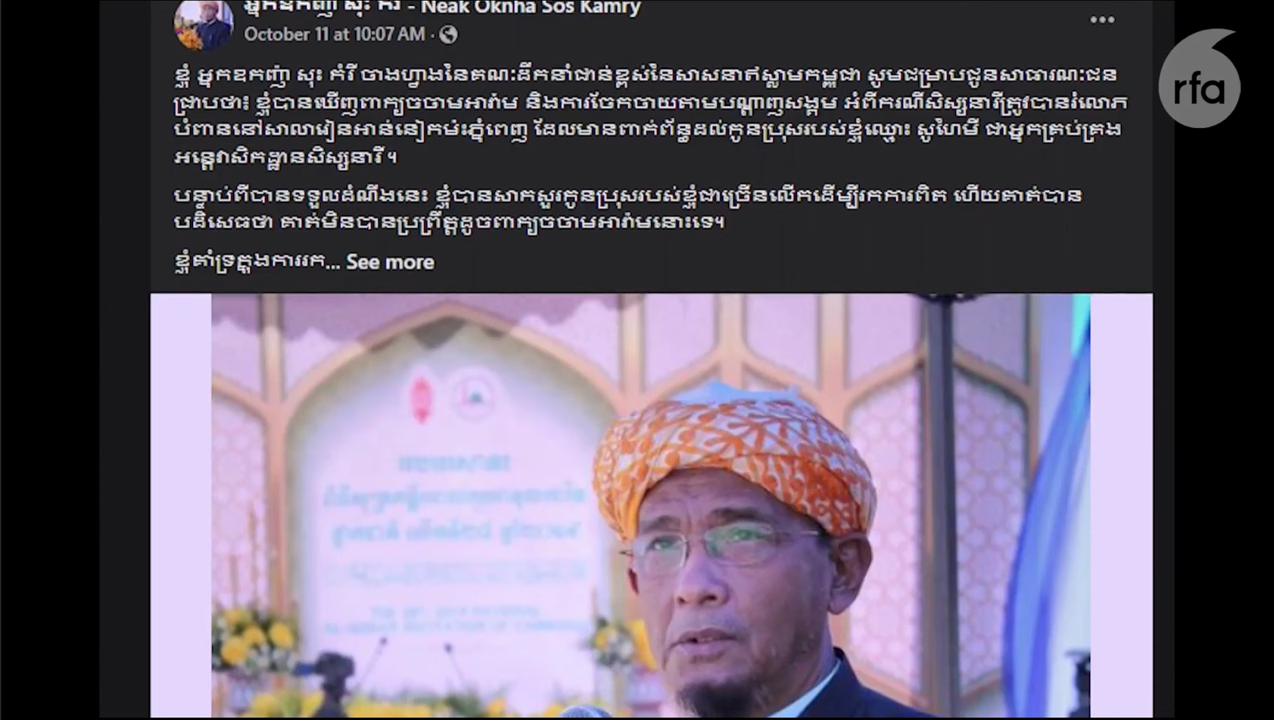 អ្នកឧកញ៉ា សុះ កំរី - Neak Oknha Sos Kamry
October 11 at 10:07 AM ·
rfa
ខ្ញុំ អ្នកឧកញ៉ា សុះ កំរី ចាងហ្វាងនៃគណៈដឹកនាំជាន់ខ្ពស់នៃសាសនាឥស្លាមកម្ពុជា សូមជម្រាបជូនសាធារណៈជន
ជ្រាបថា៖ ខ្ញុំបានឃើញពាក្យចចាមអារ៉ាម និងការចែកចាយតាមបណ្តាញសង្គម អំពីករណីសិស្សនារីត្រូវបានរំលោភ
បំពាននៅសាលារៀនអាន់នៀកម៉ះភ្នំពេញ ដែលមានពាក់ព័ន្ធដល់កូនប្រុសរបស់ខ្ញុំឈ្មោះ សូហៃមី ជាអ្នកគ្រប់គ្រង
អន្តេវាសិកដ្ឋានសិស្សនារី ។
បន្ទាប់ពីបានទទួលដំណឹងនេះ ខ្ញុំបានសាកសួរកូនប្រុសរបស់ខ្ញុំជាច្រើនលើកដើម្បីរកការពិត ហើយគាត់បាន
បដិសេធថា គាត់មិនបានប្រព្រឹត្តដូចពាក្យចចាមអារ៉ាមនោះទេ។
ខ្ញុំគាំទ្រក្នុងការរក... See more